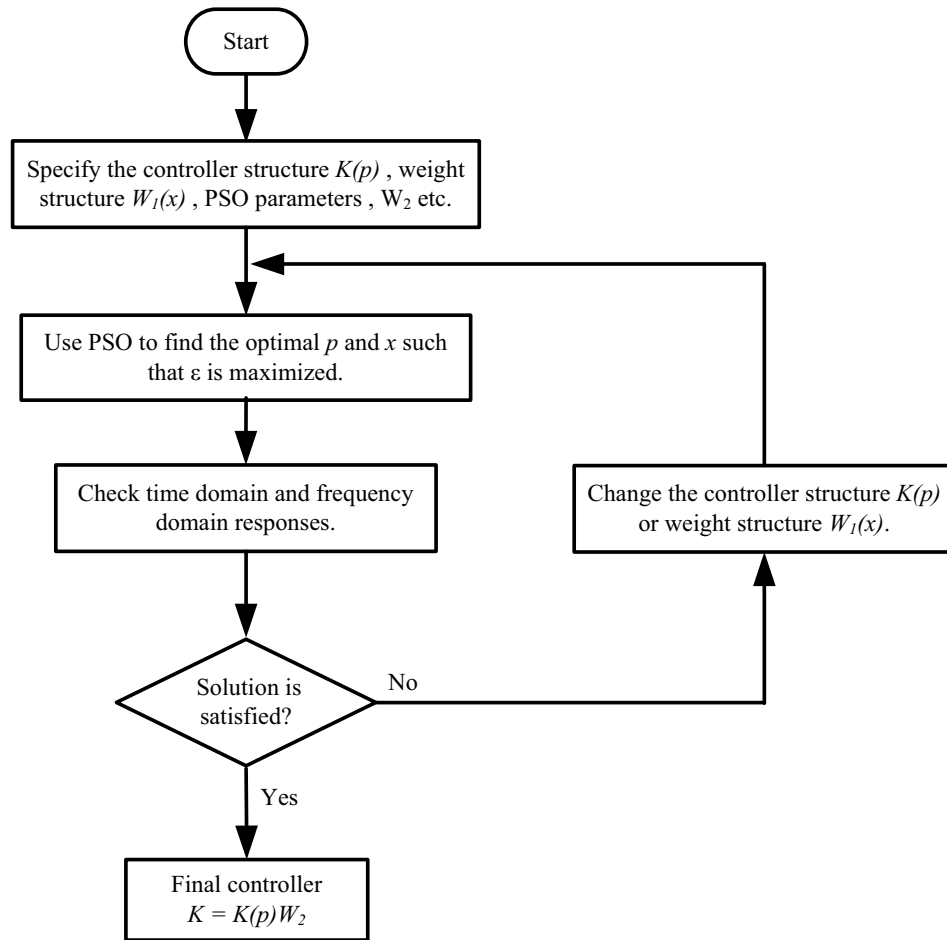 Start
Specify the controller structure K(p) , weight
structure W₁(x) , PSO parameters , W₂ etc.
Use PSO to find the optimal p and x such
that ε is maximized.
Check time domain and frequency
domain responses.
Change the controller structure K(p)
or weight structure W₁(x).
Solution is
satisfied?
No
Yes
Final controller
K = K(p)W₂